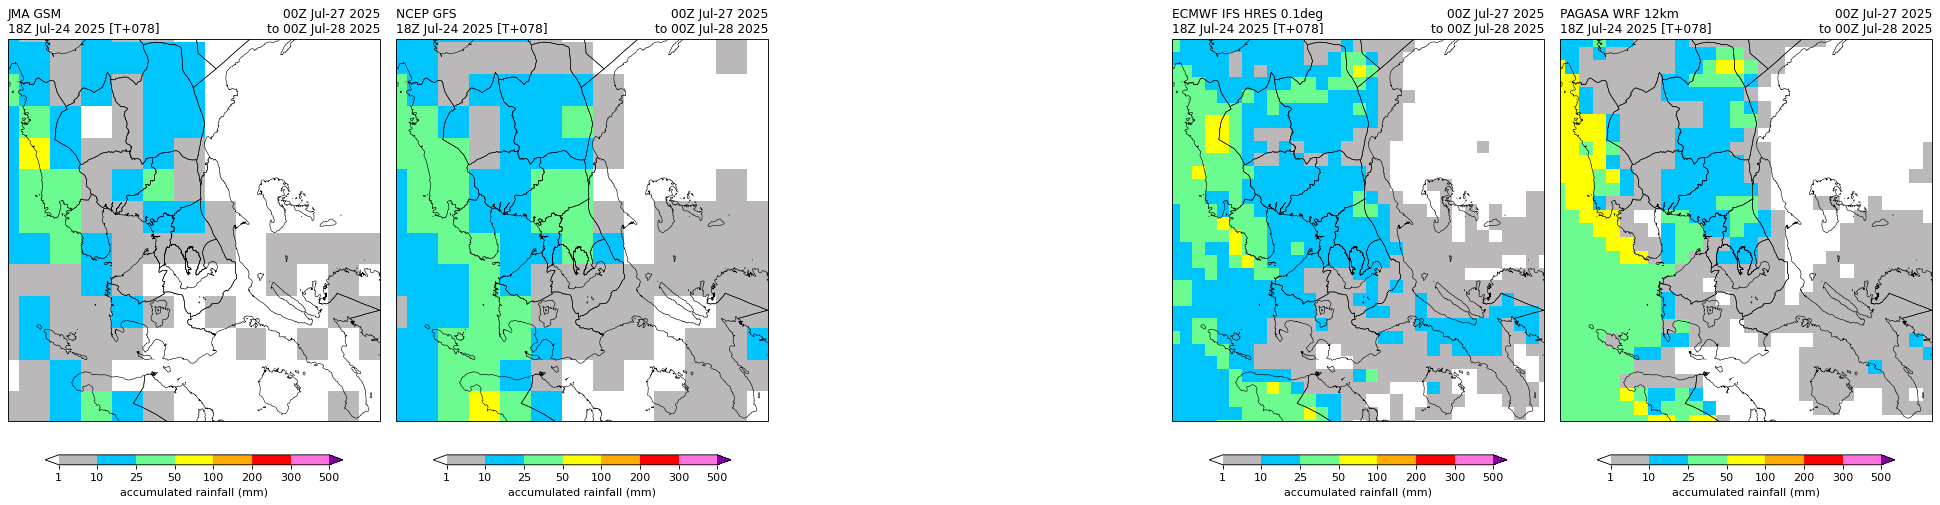 JMA GSM 00Z Jul-27 2025
18Z Jul-24 2025 [T+078] to 00Z Jul-28 2025
1 10 25 50 100 200 300 500
accumulated rainfall (mm)
NCEP GFS 00Z Jul-27 2025
18Z Jul-24 2025 [T+078] to 00Z Jul-28 2025
1 10 25 50 100 200 300 500
accumulated rainfall (mm)
ECMWF IFS HRES 0.1deg 00Z Jul-27 2025
18Z Jul-24 2025 [T+078] to 00Z Jul-28 2025
1 10 25 50 100 200 300 500
accumulated rainfall (mm)
PAGASA WRF 12km 00Z Jul-27 2025
18Z Jul-24 2025 [T+078] to 00Z Jul-28 2025
1 10 25 50 100 200 300 500
accumulated rainfall (mm)